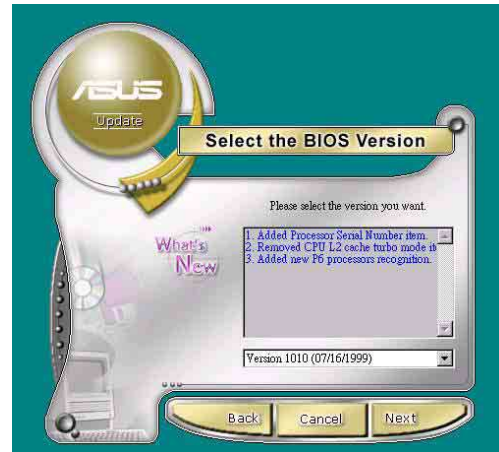 ASUS
Update
Select the BIOS Version
Please select the version you want.
What's
New
1. Added Processor Serial Number item.
2. Removed CPU L2 cache turbo mode it
3. Added new P6 processors recognition.
Version 1010 (07/16/1999)
Back
Cancel
Next